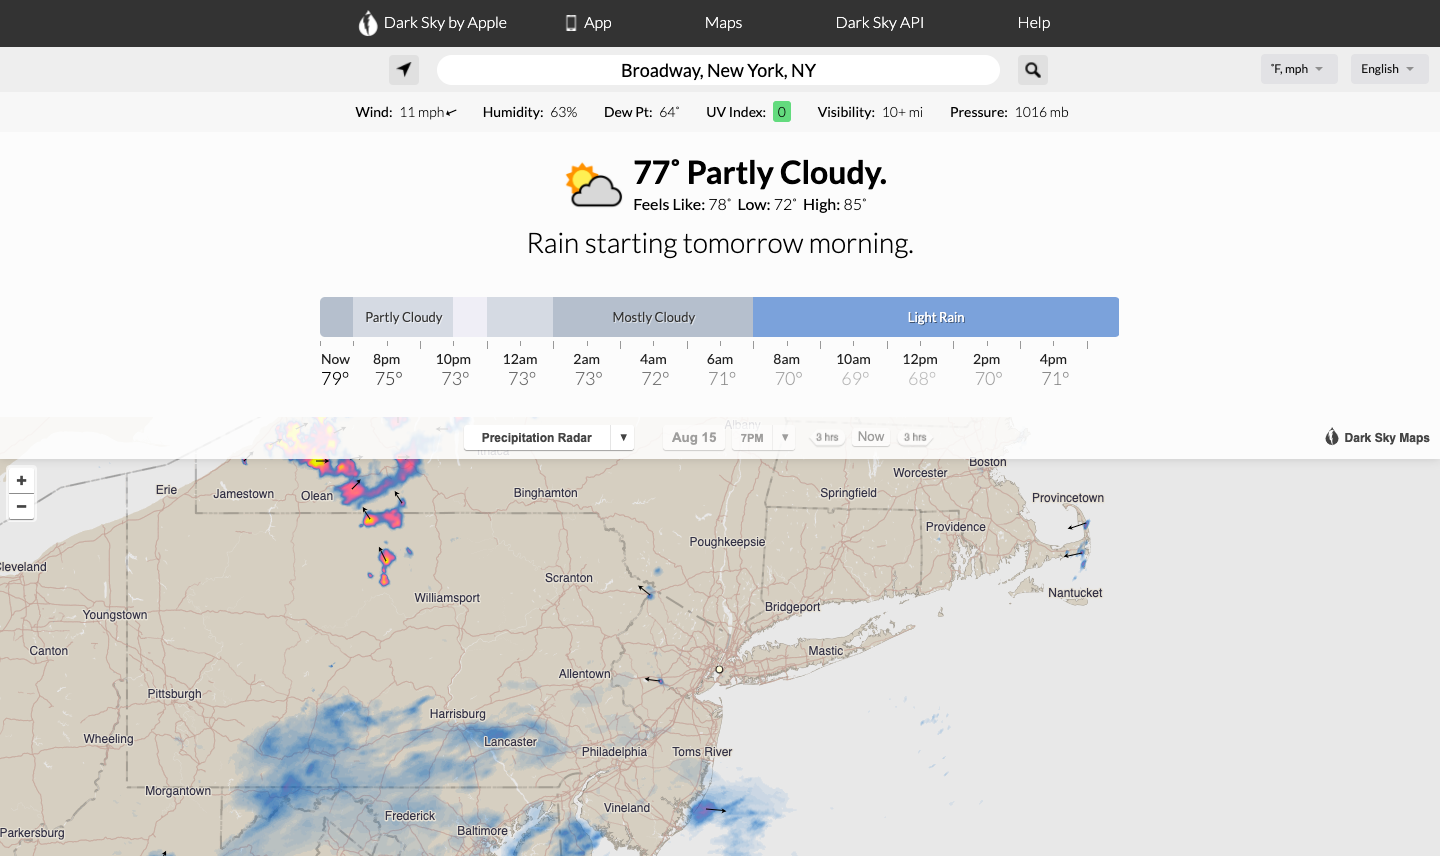 Dark Sky by Apple App Maps Dark Sky API Help
Broadway, New York, NY
˚F, mph English
Wind: 11 mph Humidity: 63% Dew Pt: 64˚ UV Index: 0 Visibility: 10+ mi Pressure: 1016 mb
77˚ Partly Cloudy.
Feels Like: 78˚ Low: 72˚ High: 85˚
Rain starting tomorrow morning.
Partly Cloudy Mostly Cloudy Light Rain
Now 8pm 10pm 12am 2am 4am 6am 8am 10am 12pm 2pm 4pm
79° 75° 73° 73° 73° 72° 71° 70° 69° 68° 70° 71°
Albany
Precipitation Radar ▼ Aug 15 7PM ▼ 3 hrs Now 3 hrs Dark Sky Maps
Ithaca
+
−
Boston
Worcester
Erie Jamestown Olean Binghamton Springfield Provincetown
Providence
Poughkeepsie
Cleveland
Scranton
Williamsport Nantucket
Youngstown Bridgeport
Canton Mastic
Allentown
Pittsburgh
Harrisburg
Wheeling Lancaster
Philadelphia Toms River
Morgantown
Vineland
Frederick
Parkersburg Baltimore